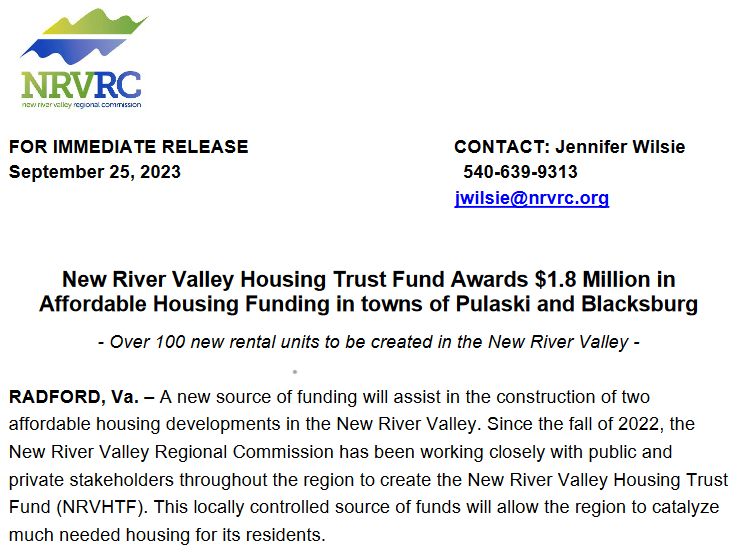 NRVRC
new river valley regional commission
FOR IMMEDIATE RELEASE
CONTACT: Jennifer Wilsie
September 25, 2023
540-639-9313
jwilsie@nrvrc.org
New River Valley Housing Trust Fund Awards $1.8 Million in
Affordable Housing Funding in towns of Pulaski and Blacksburg
- Over 100 new rental units to be created in the New River Valley -
RADFORD, Va. – A new source of funding will assist in the construction of two
affordable housing developments in the New River Valley. Since the fall of 2022, the
New River Valley Regional Commission has been working closely with public and
private stakeholders throughout the region to create the New River Valley Housing Trust
Fund (NRVHTF). This locally controlled source of funds will allow the region to catalyze
much needed housing for its residents.